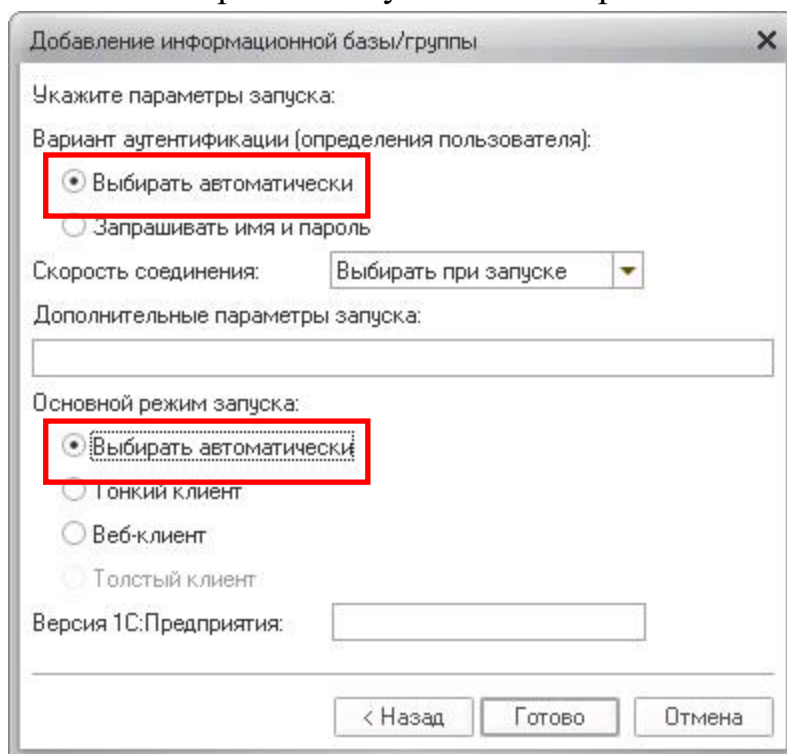 Добавление информационной базы/группы
Укажите параметры запуска:
Вариант аутентификации (определения пользователя):
Выбирать автоматически
Запрашивать имя и пароль
Скорость соединения: Выбирать при запуске
Дополнительные параметры запуска:
Основной режим запуска:
Выбирать автоматически
Тонкий клиент
Веб-клиент
Толстый клиент
Версия 1С:Предприятия:
< Назад Готово Отмена